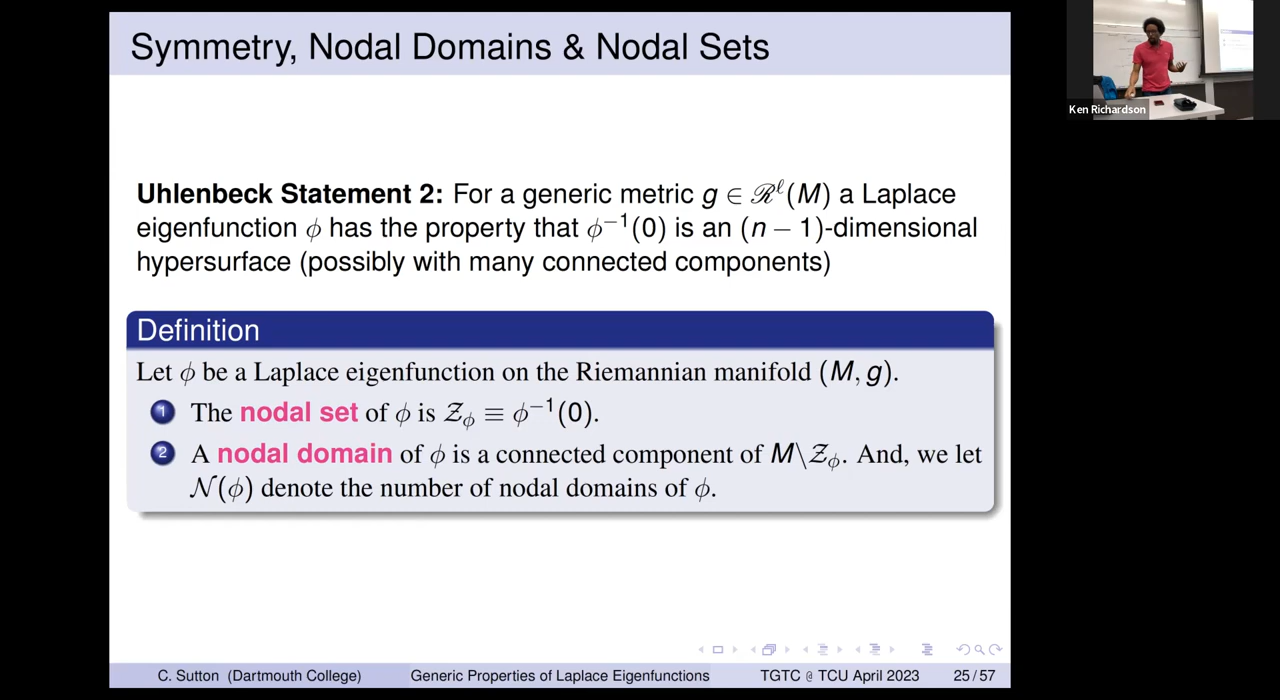 Symmetry, Nodal Domains & Nodal Sets
Ken Richardson
Uhlenbeck Statement 2: For a generic metric g ∈ ℛ^ℓ(M) a Laplace
eigenfunction ϕ has the property that ϕ⁻¹(0) is an (n − 1)-dimensional
hypersurface (possibly with many connected components)
Definition
Let ϕ be a Laplace eigenfunction on the Riemannian manifold (M, g).
1 The nodal set of ϕ is 𝒵_ϕ ≡ ϕ⁻¹(0).
2 A nodal domain of ϕ is a connected component of M\𝒵_ϕ. And, we let
𝒩(ϕ) denote the number of nodal domains of ϕ.
C. Sutton (Dartmouth College) Generic Properties of Laplace Eigenfunctions TGTC @ TCU April 2023 25 / 57